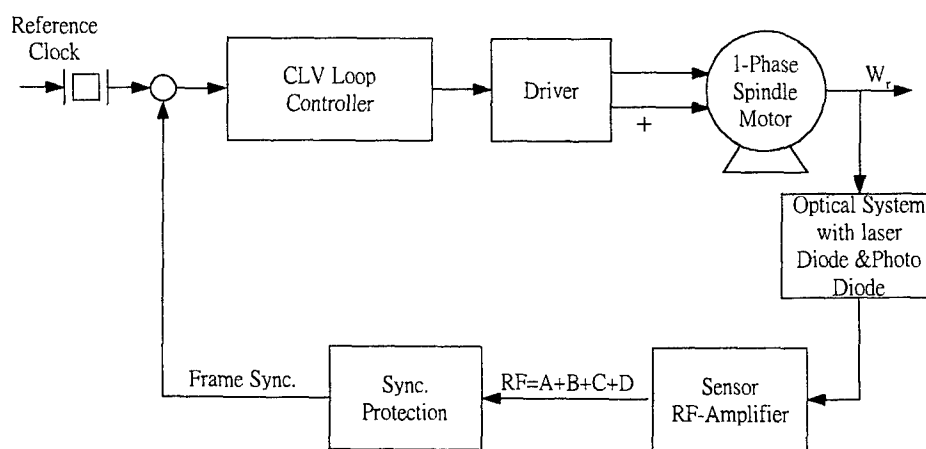 Reference
Clock
CLV Loop
Controller
Driver
+
1-Phase
Spindle
Motor
W_r
Optical System
with laser
Diode &Photo
Diode
Sensor
RF-Amplifier
RF=A+B+C+D
Sync.
Protection
Frame Sync.